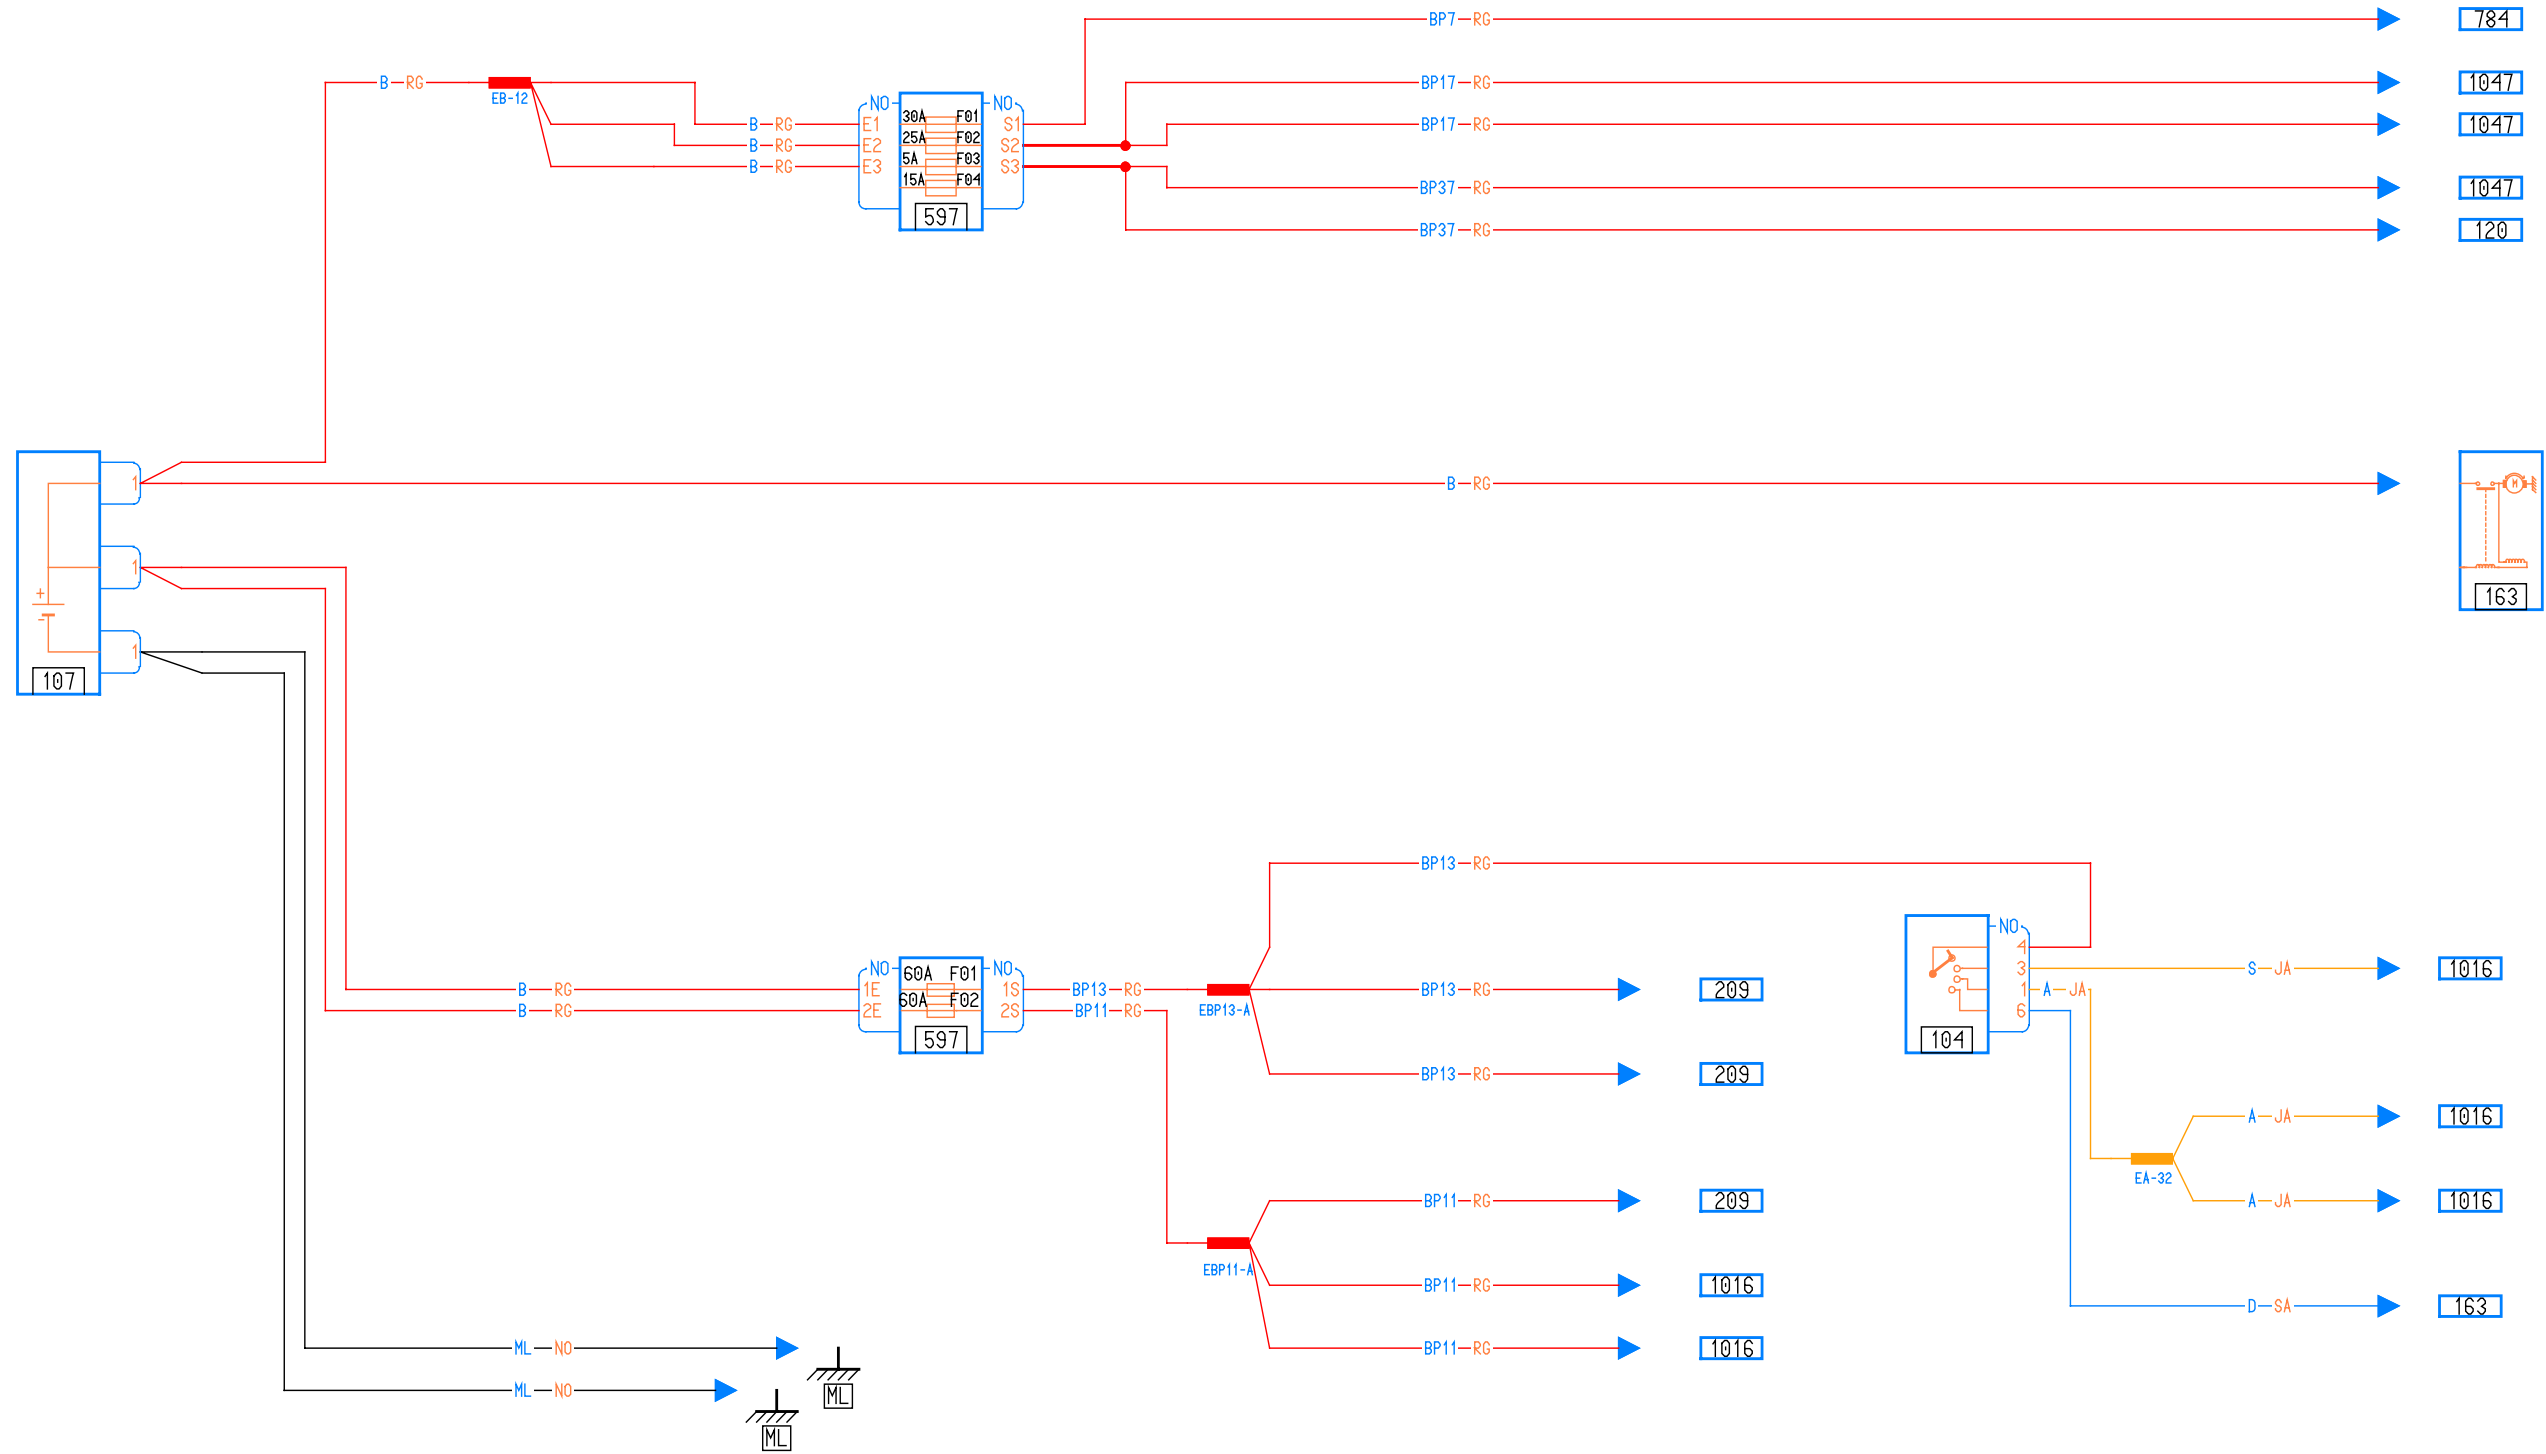 BP7 RG 784
B RG BP17 RG 1047
EB-12
NO NO
30A F01
B RG E1 S1 BP17 RG 1047
25A F02
B RG E2 S2
5A F03
B RG E3 S3
15A F04
BP37 RG 1047
597
BP37 RG 120
1 B RG
M
1
+
-
163
1
107
BP13 RG
NO
4
NO NO
60A F01
3 S JA 1016
B RG 1E 1S BP13 RG BP13 RG 209 1 A JA
60A F02
B RG 2E 2S BP11 RG EBP13-A 6
597 104
BP13 RG 209
A JA 1016
EA-32
BP11 RG 209 A JA 1016
EBP11-A
BP11 RG 1016
D SA 163
ML NO BP11 RG 1016
ML NO
ML
ML